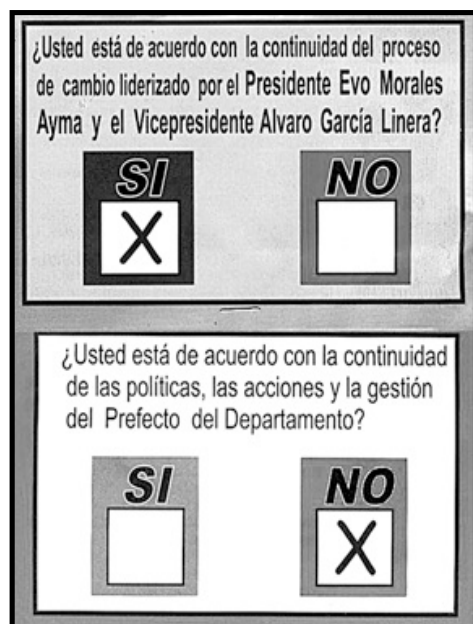 ¿Usted está de acuerdo con la continuidad del proceso
de cambio liderizado por el Presidente Evo Morales
Ayma y el Vicepresidente Alvaro García Linera?
SI NO
X
¿Usted está de acuerdo con la continuidad
de las políticas, las acciones y la gestión
del Prefecto del Departamento?
SI NO
X